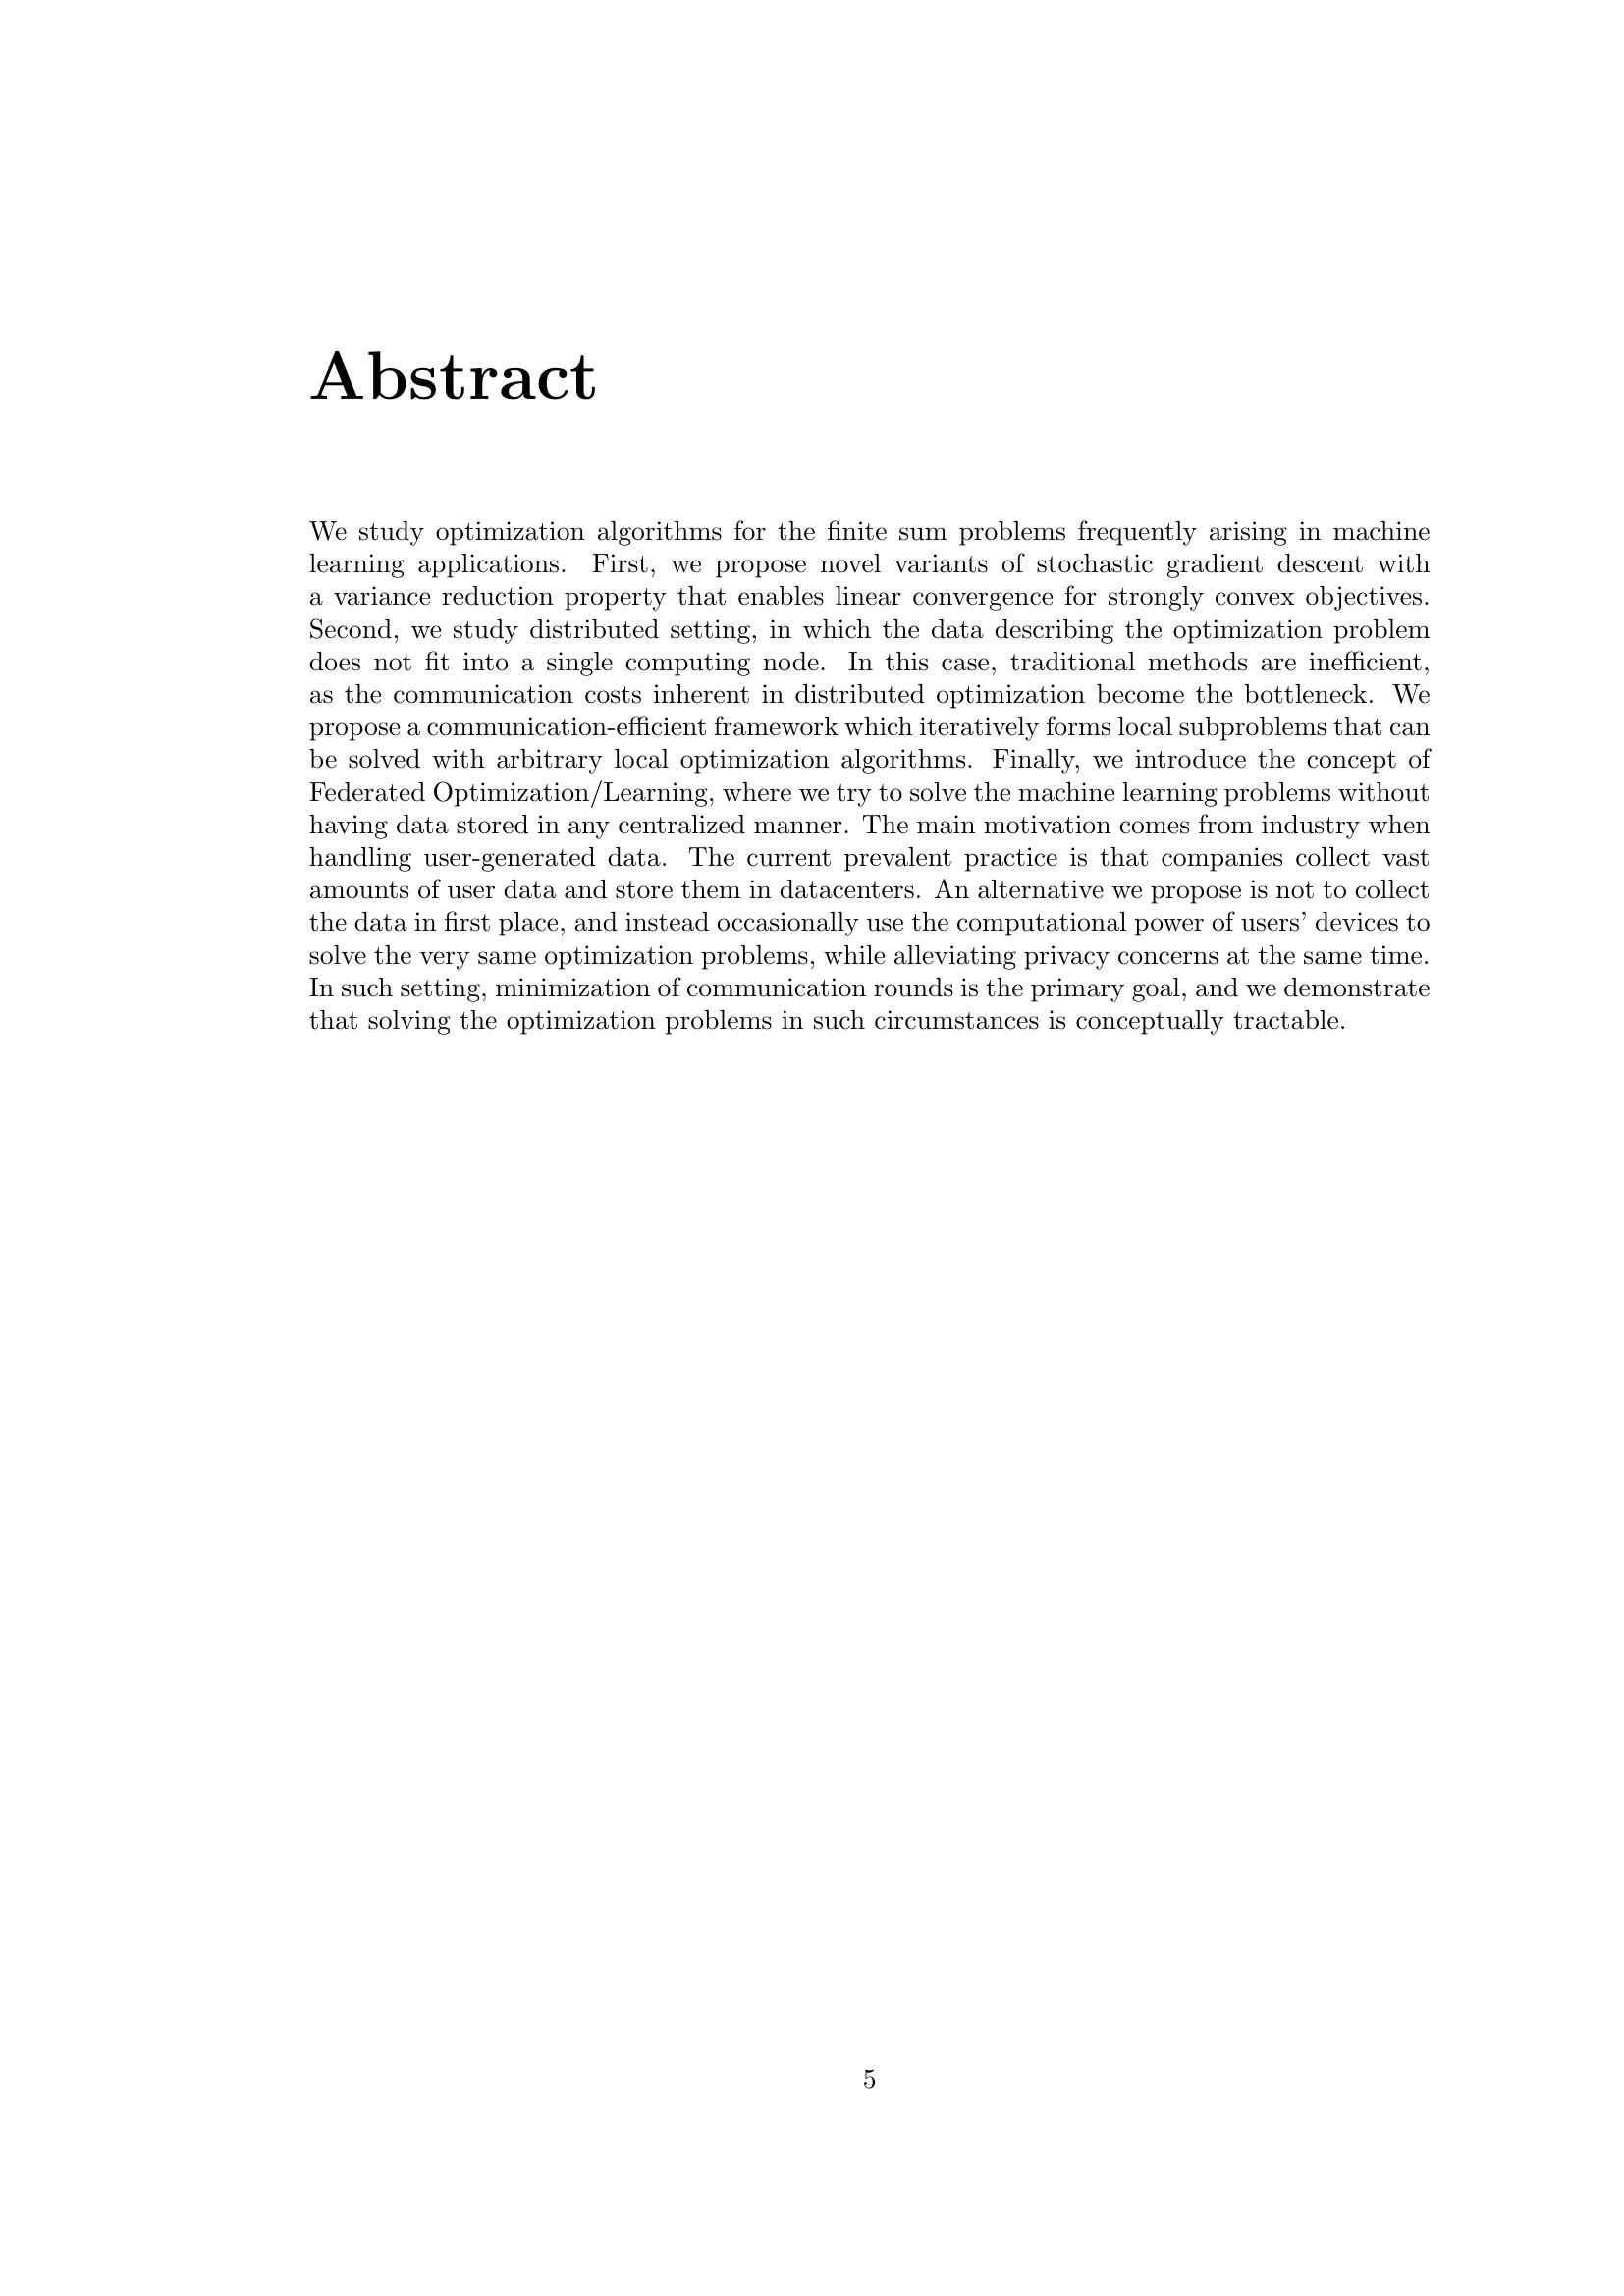 Abstract
We study optimization algorithms for the finite sum problems frequently arising in machine
learning applications. First, we propose novel variants of stochastic gradient descent with
a variance reduction property that enables linear convergence for strongly convex objectives.
Second, we study distributed setting, in which the data describing the optimization problem
does not fit into a single computing node. In this case, traditional methods are inefficient,
as the communication costs inherent in distributed optimization become the bottleneck. We
propose a communication-efficient framework which iteratively forms local subproblems that can
be solved with arbitrary local optimization algorithms. Finally, we introduce the concept of
Federated Optimization/Learning, where we try to solve the machine learning problems without
having data stored in any centralized manner. The main motivation comes from industry when
handling user-generated data. The current prevalent practice is that companies collect vast
amounts of user data and store them in datacenters. An alternative we propose is not to collect
the data in first place, and instead occasionally use the computational power of users' devices to
solve the very same optimization problems, while alleviating privacy concerns at the same time.
In such setting, minimization of communication rounds is the primary goal, and we demonstrate
that solving the optimization problems in such circumstances is conceptually tractable.
5